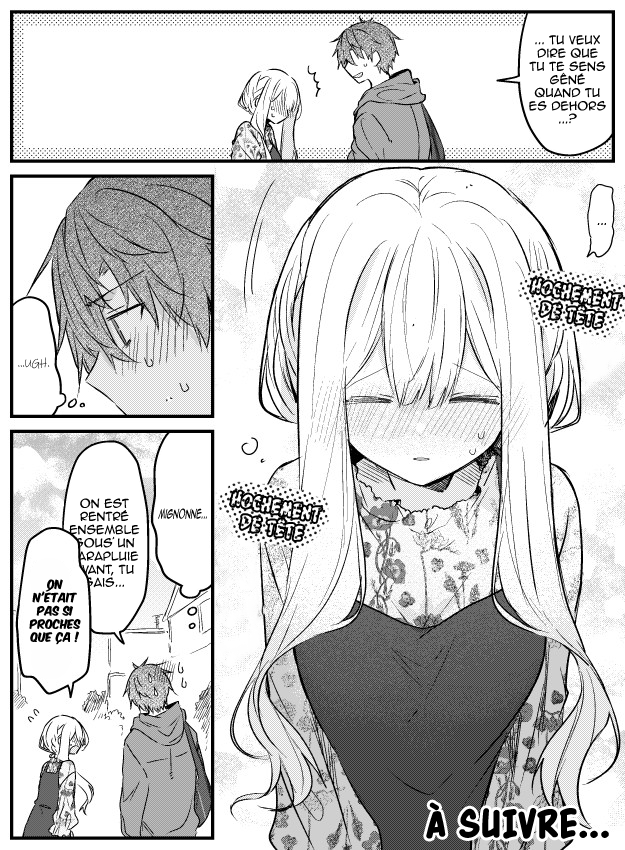 ... TU VEUX
DIRE QUE
TU TE SENS
GÊNÉ
QUAND TU
ES DEHORS
...?
...
HOCHEMENT
DE TÊTE
HOCHEMENT
DE TÊTE
...UGH.
MIGNONNE...
ON EST
RENTRÉ
ENSEMBLE
SOUS UN
PARAPLUIE
AVANT, TU
SAIS...
ON
N'ÉTAIT
PAS SI
PROCHES
QUE ÇA !
À SUIVRE...